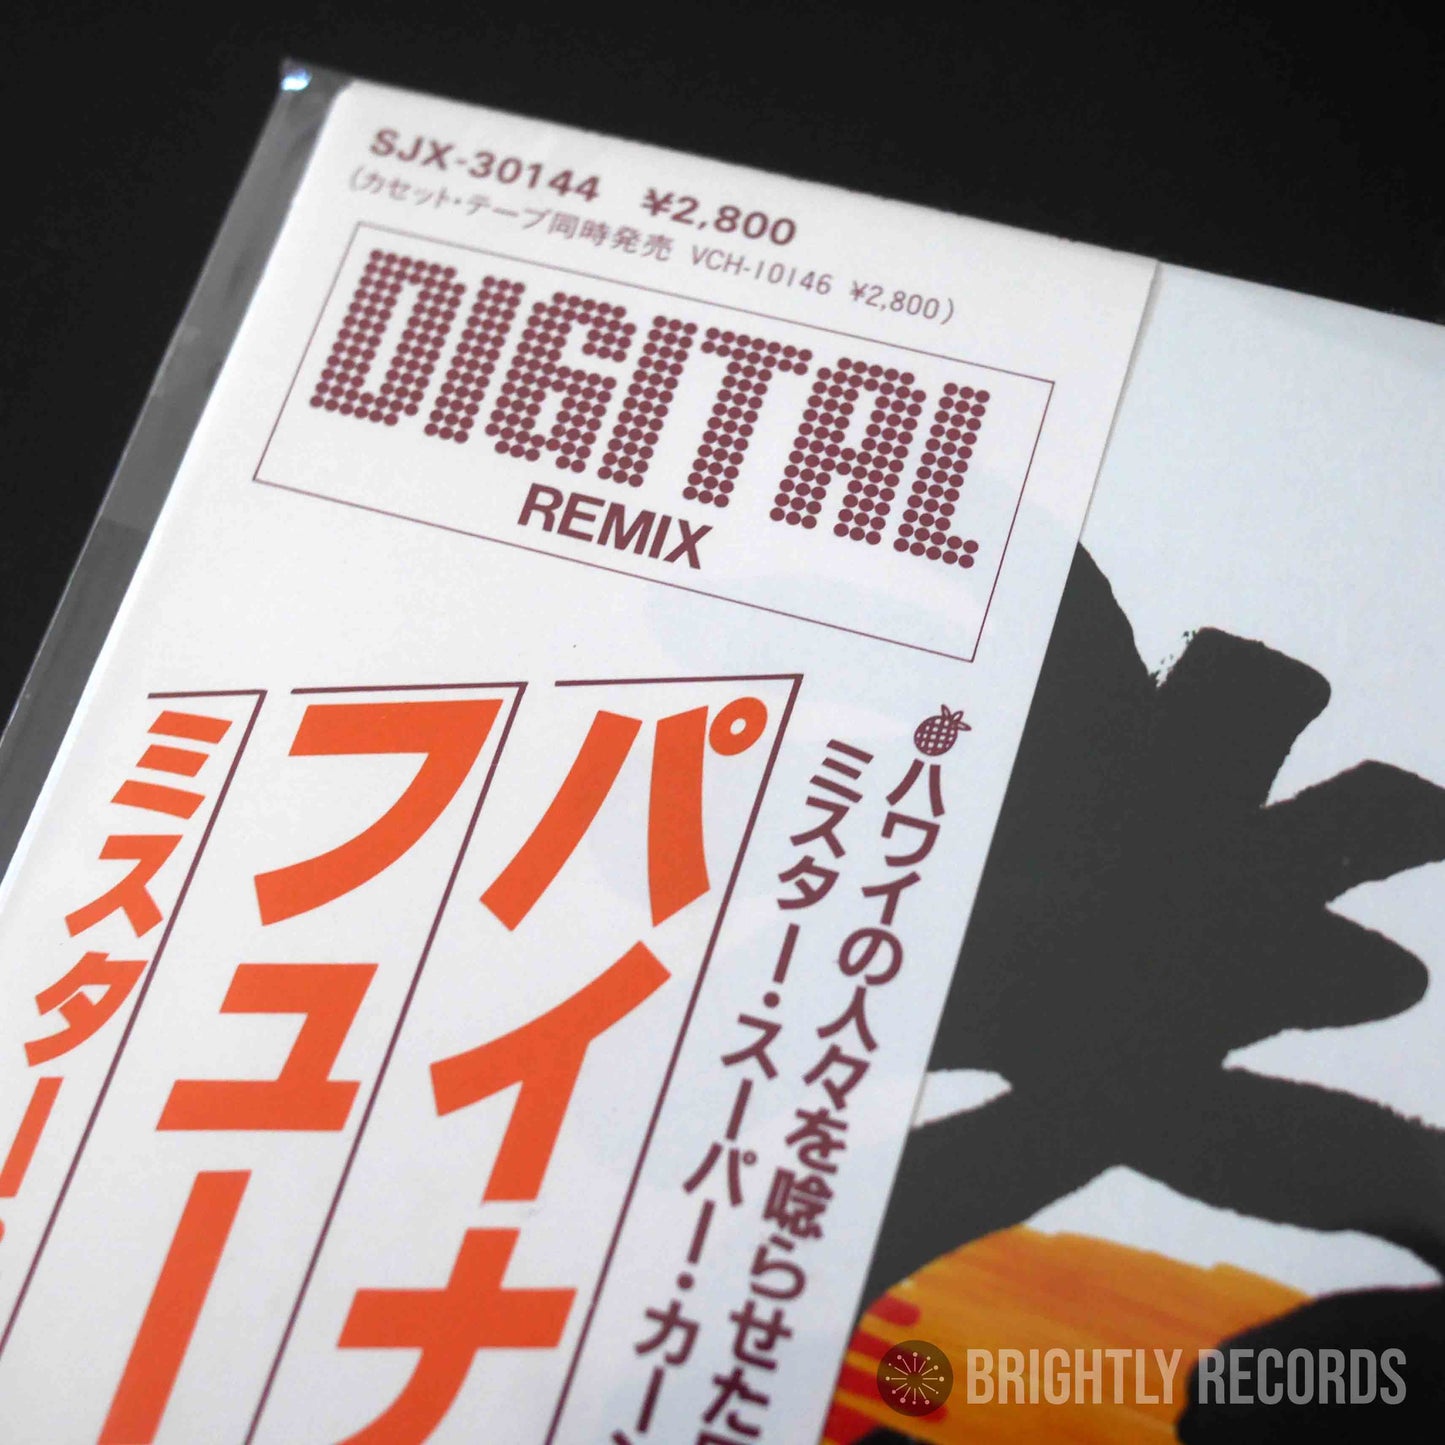 SJX-30144 ¥2,800
(カセット・テープ同時発売 VCH-10146 ¥2,800)
DIGITAL
REMIX
ハワイの人々を唸らせた
ミスター・スーパー・カー
パイナ
フュー
ミスター
BRIGHTLY RECORDS